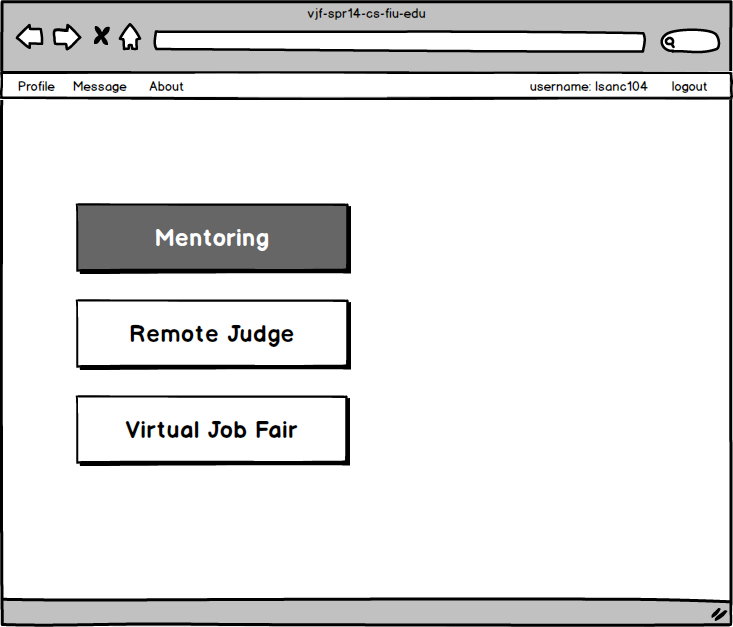 vjf-spr14-cs-fiu-edu
Profile Message About username: lsanc104 logout
Mentoring
Remote Judge
Virtual Job Fair